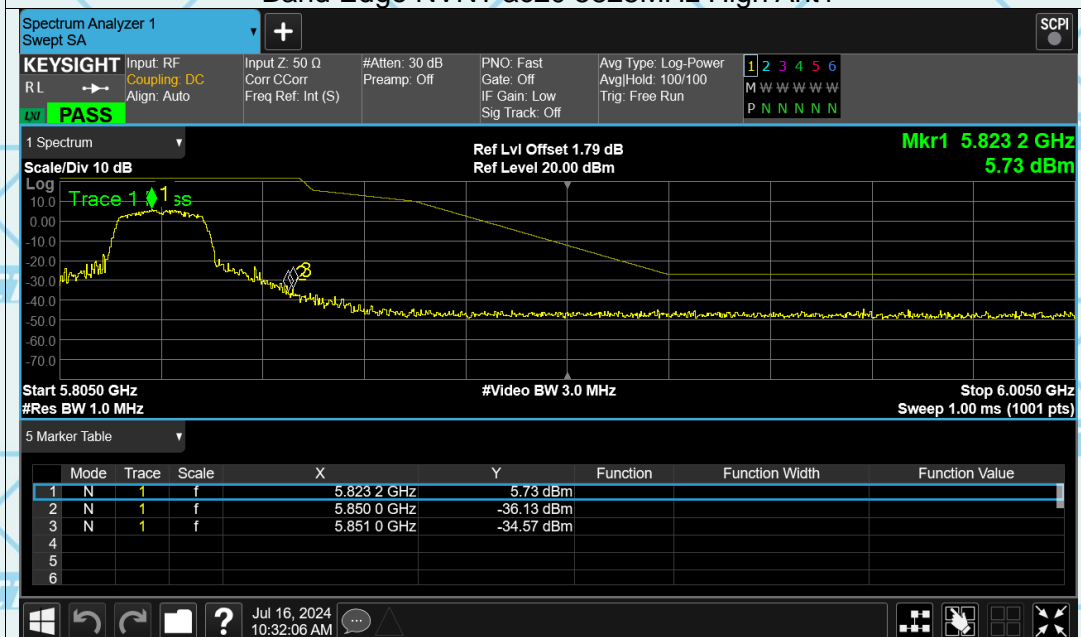 Spectrum Analyzer 1
Swept SA
+
SCPI
KEYSIGHT
RL
LXI PASS
Input: RF
Coupling: DC
Align: Auto
Input Z: 50 Ω
Corr CCorr
Freq Ref: Int (S)
#Atten: 30 dB
Preamp: Off
PNO: Fast
Gate: Off
IF Gain: Low
Sig Track: Off
Avg Type: Log-Power
Avg|Hold: 100/100
Trig: Free Run
1 2 3 4 5 6
M W W W W W
P N N N N N
1 Spectrum
Scale/Div 10 dB
Ref Lvl Offset 1.79 dB
Ref Level 20.00 dBm
Mkr1 5.823 2 GHz
5.73 dBm
Log
Trace 1 1 ss
10.0
0.00
-10.0
-20.0
-30.0
-40.0
-50.0
-60.0
-70.0
3
Start 5.8050 GHz
#Video BW 3.0 MHz
Stop 6.0050 GHz
#Res BW 1.0 MHz
Sweep 1.00 ms (1001 pts)
5 Marker Table
Mode Trace Scale X Y Function Function Width Function Value
1 N 1 f 5.823 2 GHz 5.73 dBm
2 N 1 f 5.850 0 GHz -36.13 dBm
3 N 1 f 5.851 0 GHz -34.57 dBm
4
5
6
?
Jul 16, 2024
10:32:06 AM